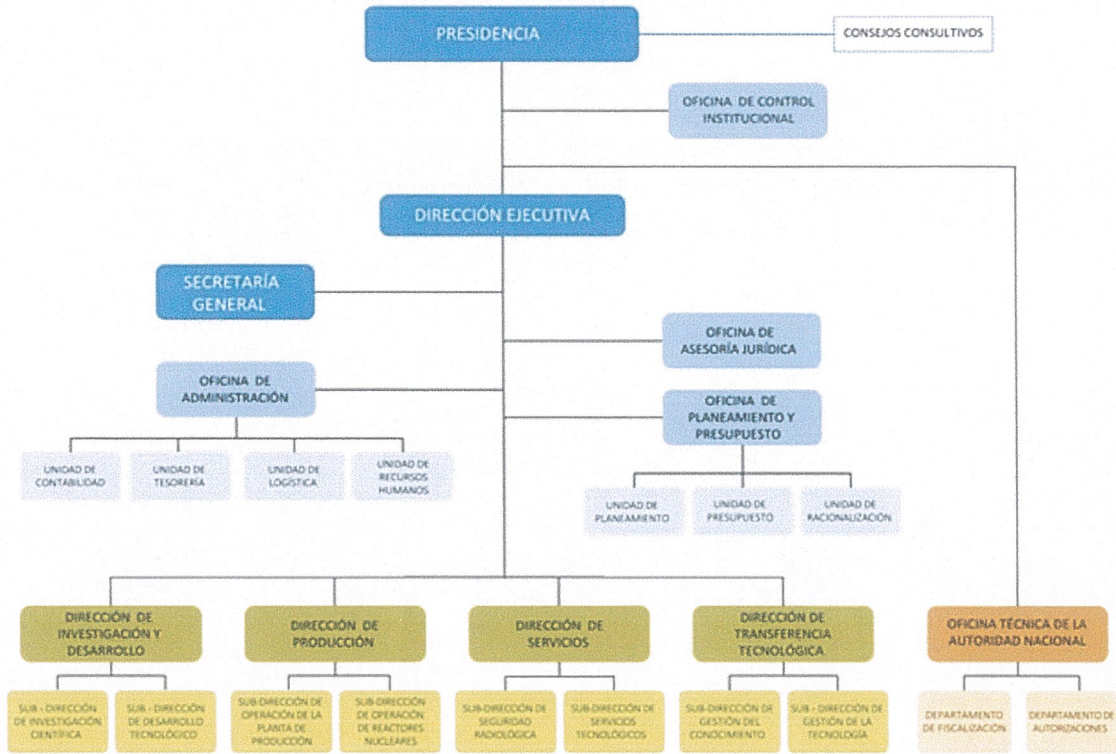 PRESIDENCIA
CONSEJOS CONSULTIVOS
OFICINA DE CONTROL
INSTITUCIONAL
DIRECCIÓN EJECUTIVA
SECRETARÍA
GENERAL
OFICINA DE
ASESORÍA JURÍDICA
OFICINA DE
ADMINISTRACIÓN
OFICINA DE
PLANEAMIENTO Y
PRESUPUESTO
UNIDAD DE
CONTABILIDAD
UNIDAD DE
TESORERÍA
UNIDAD DE
LOGÍSTICA
UNIDAD DE
RECURSOS
HUMANOS
UNIDAD DE
PLANEAMIENTO
UNIDAD DE
PRESUPUESTO
UNIDAD DE
RACIONALIZACIÓN
DIRECCIÓN DE
INVESTIGACIÓN Y
DESARROLLO
DIRECCIÓN DE
PRODUCCIÓN
DIRECCIÓN DE
SERVICIOS
DIRECCIÓN DE
TRANSFERENCIA
TECNOLÓGICA
OFICINA TÉCNICA DE LA
AUTORIDAD NACIONAL
SUB - DIRECCIÓN
DE INVESTIGACIÓN
CIENTÍFICA
SUB - DIRECCIÓN
DE DESARROLLO
TECNOLÓGICO
SUB-DIRECCIÓN DE
OPERACIÓN DE LA
PLANTA DE
PRODUCCIÓN
SUB-DIRECCIÓN
DE OPERACIÓN
DE REACTORES
NUCLEARES
SUB-DIRECCIÓN DE
SEGURIDAD
RADIOLÓGICA
SUB-DIRECCIÓN DE
SERVICIOS
TECNOLÓGICOS
SUB-DIRECCIÓN DE
GESTIÓN DEL
CONOCIMIENTO
SUB - DIRECCIÓN DE
GESTIÓN DE LA
TECNOLOGÍA
DEPARTAMENTO
DE FISCALIZACIÓN
DEPARTAMENTO DE
AUTORIZACIONES